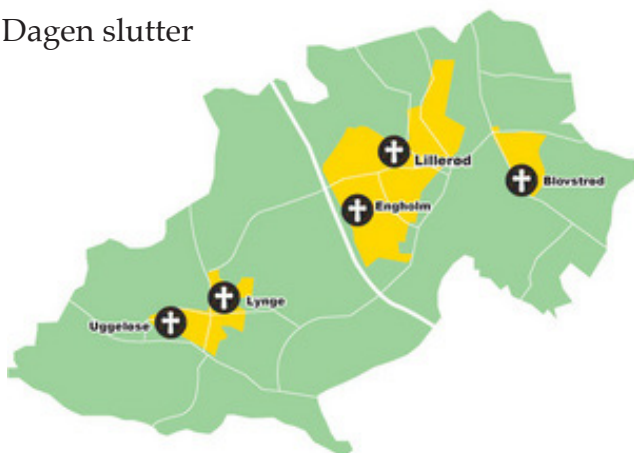 Dagen slutter
Lillerød
Blovstrød
Engholm
Lynge
Uggeløse